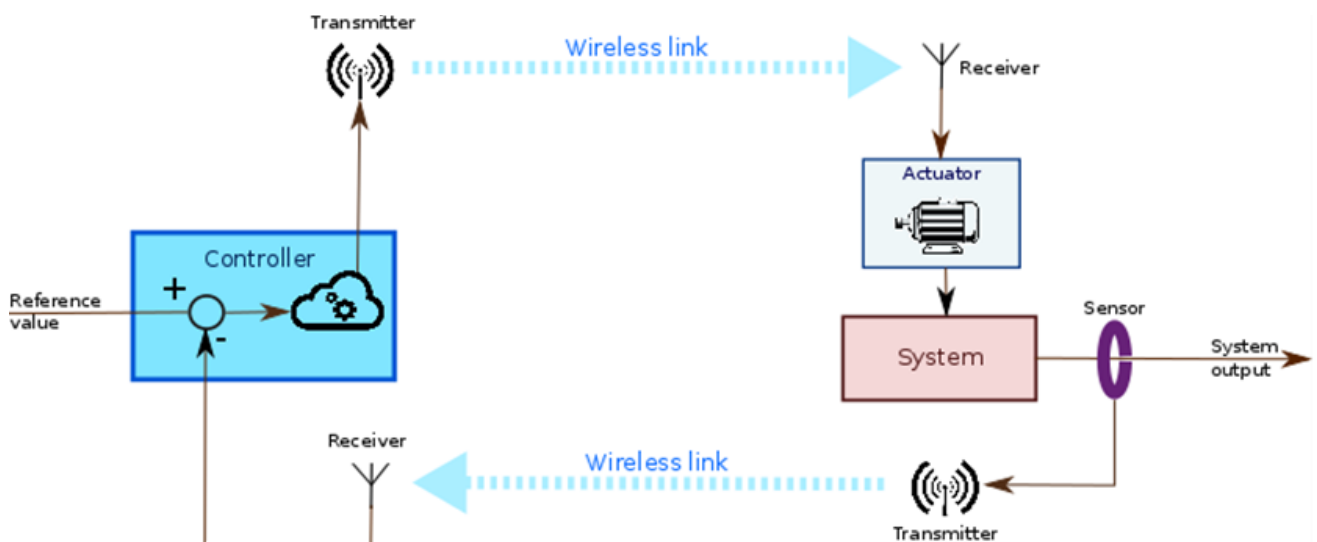 Transmitter
Wireless link
Receiver
Actuator
Controller
+
Reference
value
-
Sensor
System
System
output
Receiver
Wireless link
Transmitter